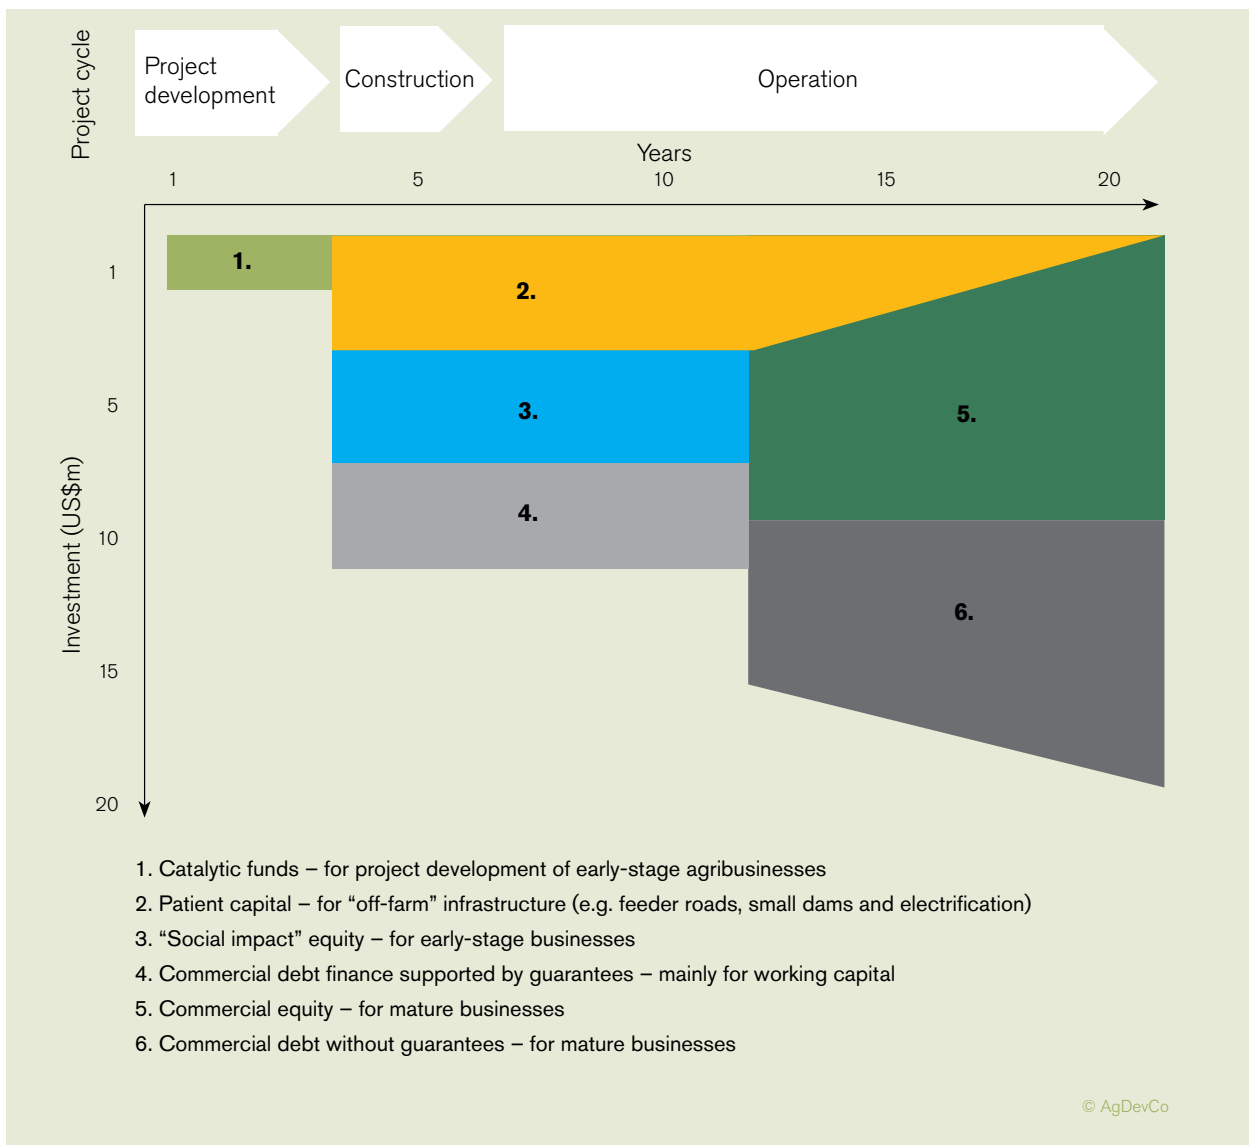 Project cycle
Project
development
Construction
Operation
Years
1
5
10
15
20
Investment (US$m)
1
5
10
15
20
1.
2.
3.
4.
5.
6.
1. Catalytic funds – for project development of early-stage agribusinesses
2. Patient capital – for “off-farm” infrastructure (e.g. feeder roads, small dams and electrification)
3. “Social impact” equity – for early-stage businesses
4. Commercial debt finance supported by guarantees – mainly for working capital
5. Commercial equity – for mature businesses
6. Commercial debt without guarantees – for mature businesses
© AgDevCo